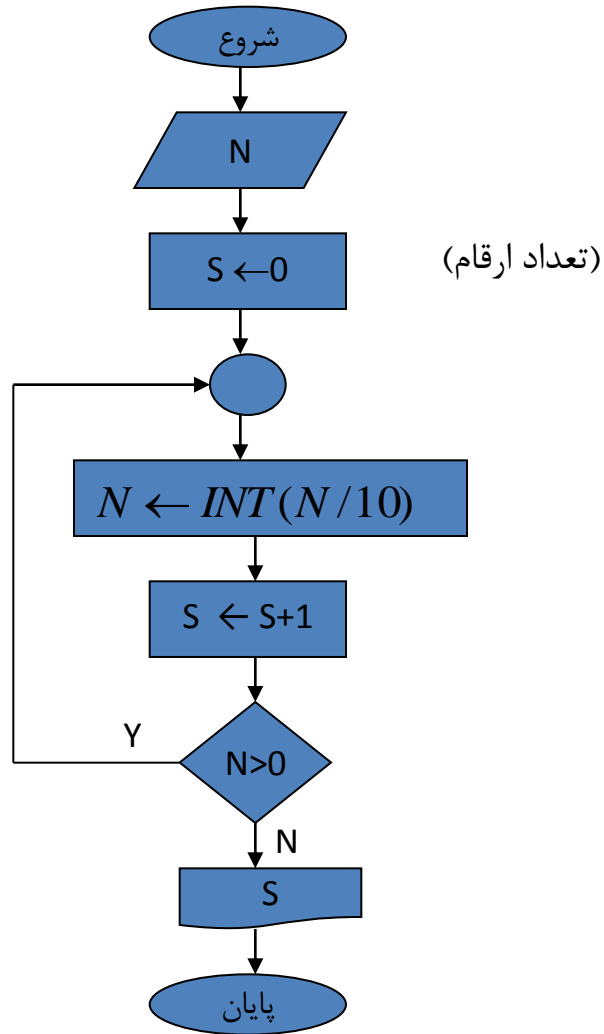 شروع
N
S ←0
(تعداد ارقام)
N ← INT(N/10)
S ← S+1
Y
N>0
N
S
پایان